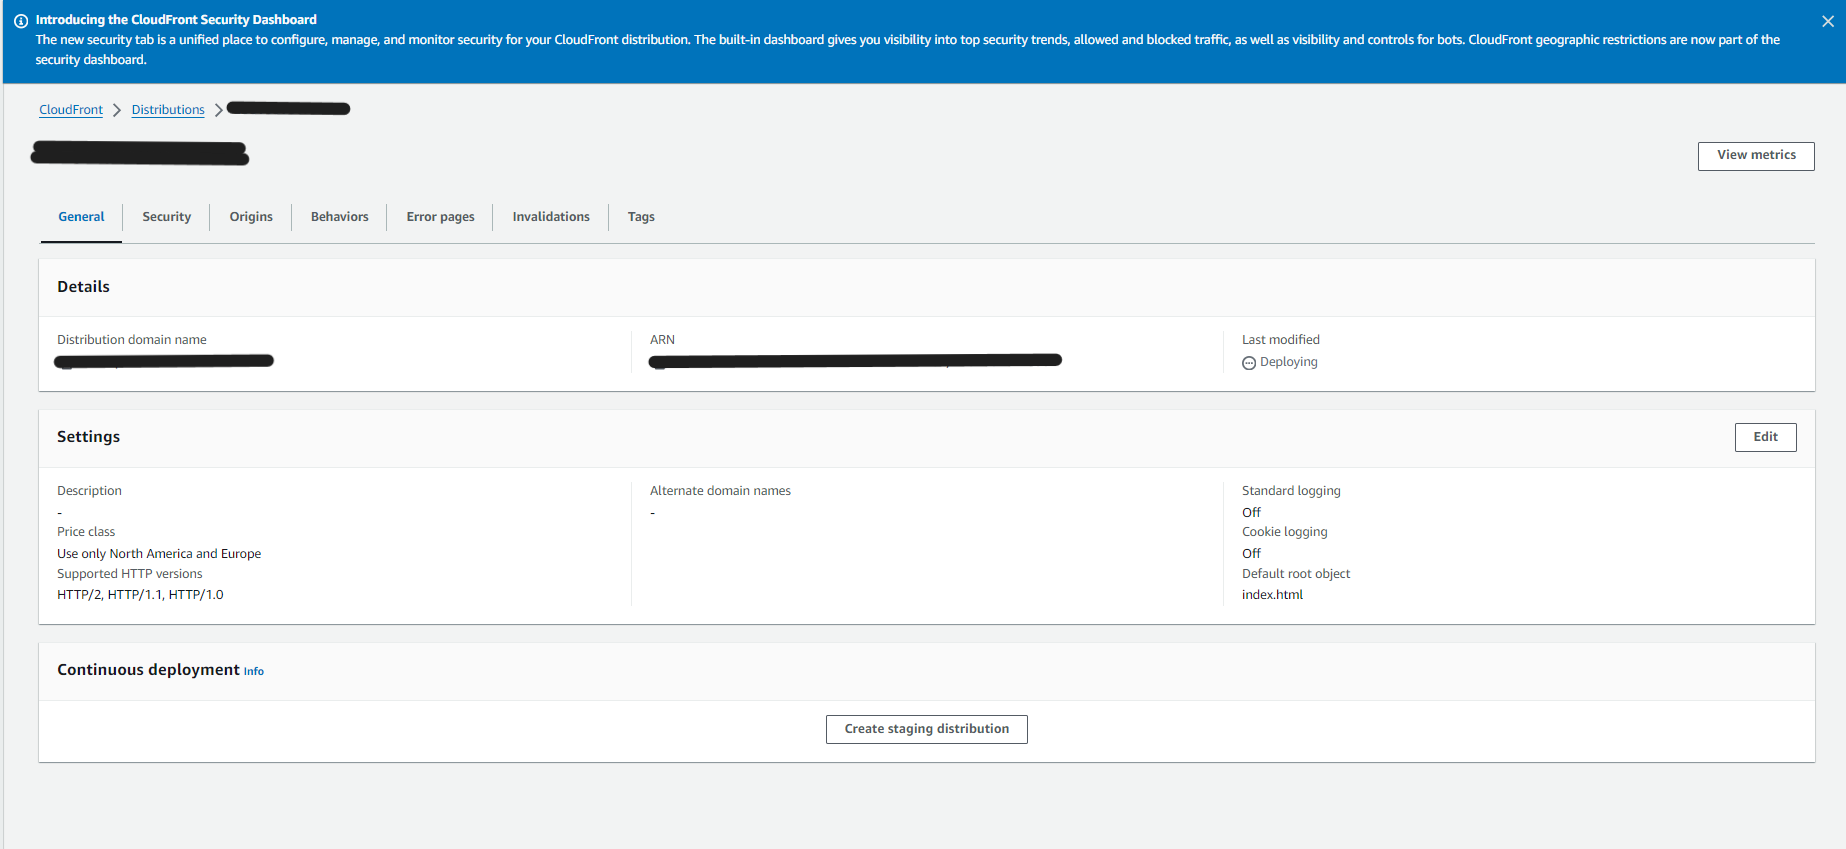 Introducing the CloudFront Security Dashboard
The new security tab is a unified place to configure, manage, and monitor security for your CloudFront distribution. The built-in dashboard gives you visibility into top security trends, allowed and blocked traffic, as well as visibility and controls for bots. CloudFront geographic restrictions are now part of the
security dashboard.
CloudFront > Distributions >
View metrics
General
Security
Origins
Behaviors
Error pages
Invalidations
Tags
Details
Distribution domain name
ARN
Last modified
Deploying
Settings
Edit
Description
-
Price class
Use only North America and Europe
Supported HTTP versions
HTTP/2, HTTP/1.1, HTTP/1.0
Alternate domain names
-
Standard logging
Off
Cookie logging
Off
Default root object
index.html
Continuous deployment Info
Create staging distribution